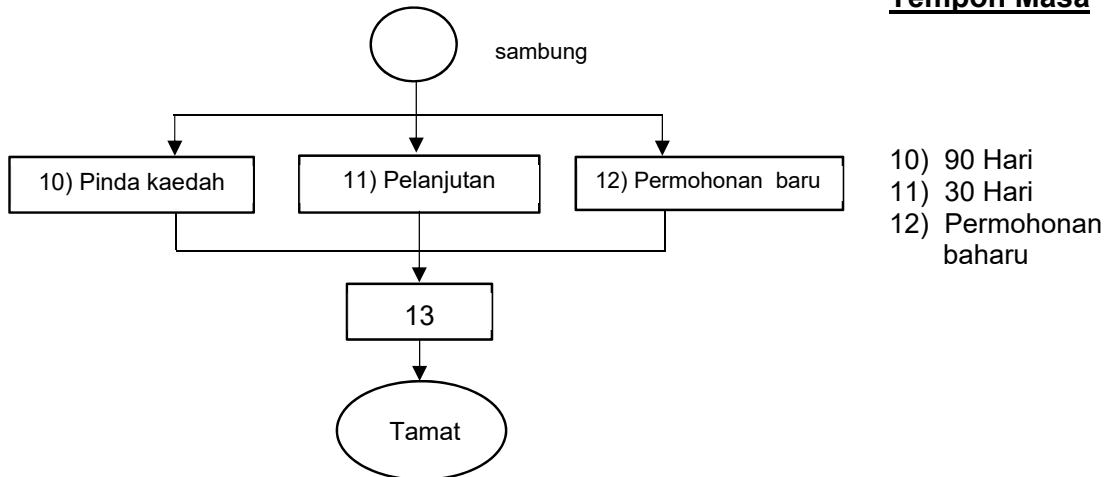 Tempoh Masa
sambung
10) Pinda kaedah
11) Pelanjutan
12) Permohonan baru
10) 90 Hari
11) 30 Hari
12) Permohonan
baharu
13
Tamat